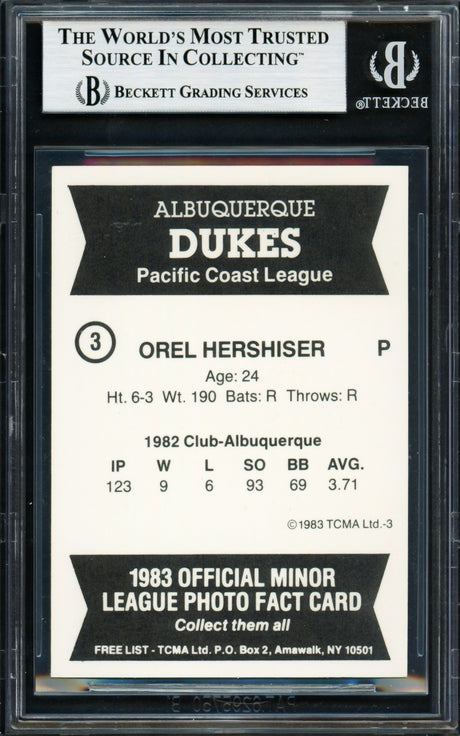 THE WORLD'S MOST TRUSTED
SOURCE IN COLLECTING™
B BECKETT GRADING SERVICES
B
BECKETT®
ALBUQUERQUE
DUKES
Pacific Coast League
3 OREL HERSHISER P
Age: 24
Ht. 6-3 Wt. 190 Bats: R Throws: R
1982 Club-Albuquerque
IP W L SO BB AVG.
123 9 6 93 69 3.71
©1983 TCMA Ltd.-3
1983 OFFICIAL MINOR
LEAGUE PHOTO FACT CARD
Collect them all
FREE LIST - TCMA Ltd. P.O. Box 2, Amawalk, NY 10501